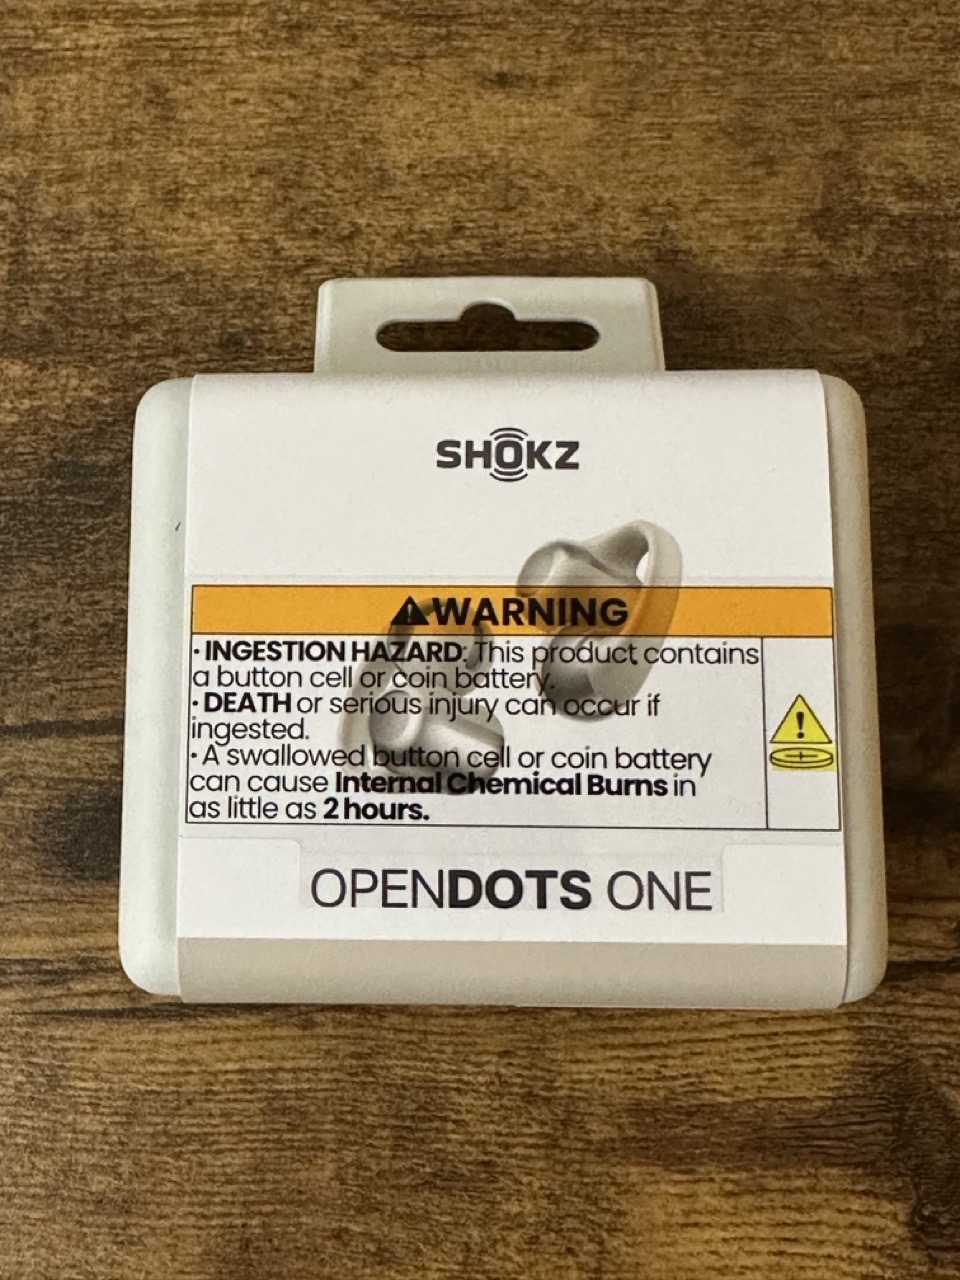 SHOKZ
WARNING
· INGESTION HAZARD: This product contains
a button cell or coin battery.
· DEATH or serious injury can occur if
ingested.
· A swallowed button cell or coin battery
can cause Internal Chemical Burns in
as little as 2 hours.
OPENDOTS ONE